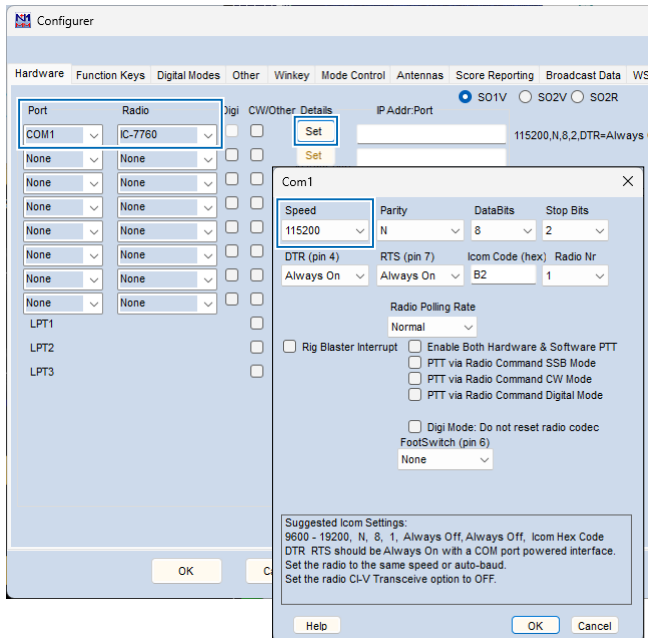 N1 MM Configurer
Hardware Function Keys Digital Modes Other Winkey Mode Control Antennas Score Reporting Broadcast Data WS
SO1V SO2V SO2R
Port Radio Digi CW/Other Details IP Addr:Port
COM1 IC-7760 Set 115200,N,8,2,DTR=Always
None None Set
None None
None None
None None
None None
None None
None None
LPT1
LPT2
LPT3
OK
Com1
Speed Parity DataBits Stop Bits
115200 N 8 2
DTR (pin 4) RTS (pin 7) Icom Code (hex) Radio Nr
Always On Always On B2 1
Radio Polling Rate
Normal
Rig Blaster Interrupt Enable Both Hardware & Software PTT
PTT via Radio Command SSB Mode
PTT via Radio Command CW Mode
PTT via Radio Command Digital Mode
Digi Mode: Do not reset radio codec
FootSwitch (pin 6)
None
Suggested Icom Settings:
9600 - 19200, N, 8, 1, Always Off, Always Off, Icom Hex Code
DTR RTS should be Always On with a COM port powered interface.
Set the radio to the same speed or auto-baud.
Set the radio CI-V Transceive option to OFF.
Help OK Cancel